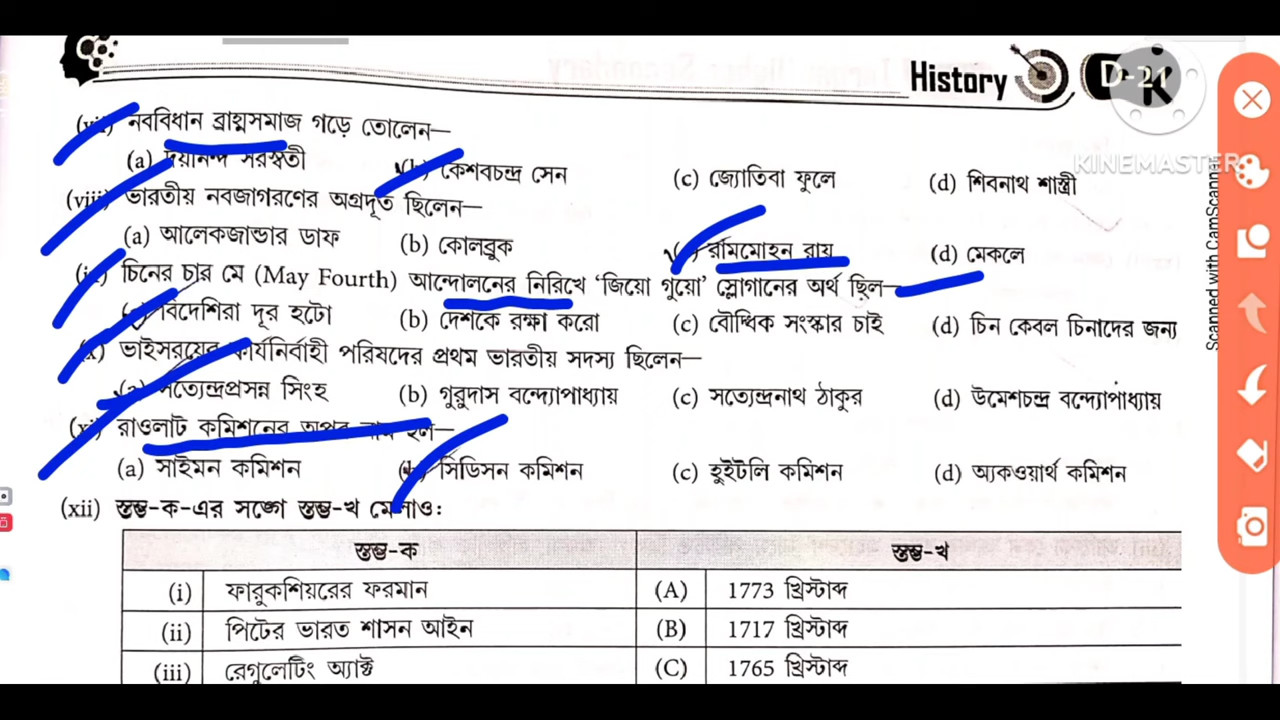 History D-21
KINEMASTER
Scanned with CamScanner
(vii) নববিধান ব্রাহ্মসমাজ গড়ে তোলেন—
(a) দয়ানন্দ সরস্বতী (b) কেশবচন্দ্র সেন (c) জ্যোতিবা ফুলে (d) শিবনাথ শাস্ত্রী
(viii) ভারতীয় নবজাগরণের অগ্রদূত ছিলেন—
(a) আলেকজান্ডার ডাফ (b) কোলব্রুক (c) রামমোহন রায় (d) মেকলে
(ix) চিনের চার মে (May Fourth) আন্দোলনের নিরিখে ‘জিয়ো গুয়ো’ স্লোগানের অর্থ ছিল—
(a) বিদেশিরা দূর হটো (b) দেশকে রক্ষা করো (c) বৌদ্ধিক সংস্কার চাই (d) চিন কেবল চিনাদের জন্য
(x) ভাইসরয়ের কার্যনির্বাহী পরিষদের প্রথম ভারতীয় সদস্য ছিলেন—
(a) সত্যেন্দ্রপ্রসন্ন সিংহ (b) গুরুদাস বন্দ্যোপাধ্যায় (c) সত্যেন্দ্রনাথ ঠাকুর (d) উমেশচন্দ্র বন্দ্যোপাধ্যায়
(xi) রাওলাট কমিশনের অপর নাম হল—
(a) সাইমন কমিশন (b) সিডিসন কমিশন (c) হুইটলি কমিশন (d) অ্যাকওয়ার্থ কমিশন
(xii) স্তম্ভ-ক-এর সঙ্গে স্তম্ভ-খ মেলাও:
স্তম্ভ-ক স্তম্ভ-খ
(i) ফারুকশিয়রের ফরমান (A) 1773 খ্রিস্টাব্দ
(ii) পিটের ভারত শাসন আইন (B) 1717 খ্রিস্টাব্দ
(iii) রেগুলেটিং অ্যাক্ট (C) 1765 খ্রিস্টাব্দ